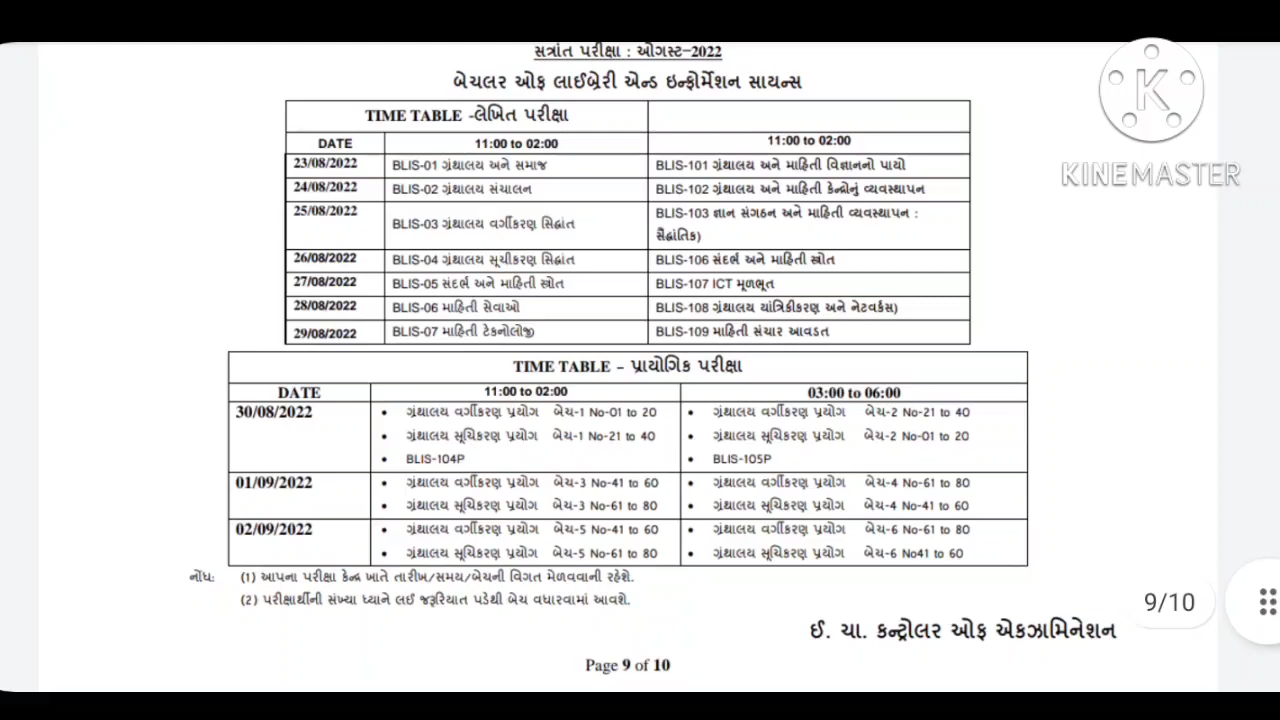 સત્રાંત પરીક્ષા : ઓગસ્ટ-2022
બેચલર ઓફ લાઈબ્રેરી એન્ડ ઇન્ફોર્મેશન સાયન્સ
TIME TABLE -લેખિત પરીક્ષા
DATE 11:00 to 02:00 11:00 to 02:00
23/08/2022 BLIS-01 ગ્રંથાલય અને સમાજ BLIS-101 ગ્રંથાલય અને માહિતી વિજ્ઞાનનો પાયો
24/08/2022 BLIS-02 ગ્રંથાલય સંચાલન BLIS-102 ગ્રંથાલય અને માહિતી કેન્દ્રોનું વ્યવસ્થાપન
25/08/2022 BLIS-03 ગ્રંથાલય વર્ગીકરણ સિદ્ધાંત BLIS-103 જ્ઞાન સંગઠન અને માહિતી વ્યવસ્થાપન :
સૈદ્ધાંતિક)
26/08/2022 BLIS-04 ગ્રંથાલય સૂચીકરણ સિદ્ધાંત BLIS-106 સંદર્ભ અને માહિતી સ્ત્રોત
27/08/2022 BLIS-05 સંદર્ભ અને માહિતી સ્ત્રોત BLIS-107 ICT મૂળભૂત
28/08/2022 BLIS-06 માહિતી સેવાઓ BLIS-108 ગ્રંથાલય યાંત્રિકીકરણ અને નેટવર્કસ)
29/08/2022 BLIS-07 માહિતી ટેકનોલોજી BLIS-109 માહિતી સંચાર આવડત
TIME TABLE - પ્રાયોગિક પરીક્ષા
DATE 11:00 to 02:00 03:00 to 06:00
30/08/2022 • ગ્રંથાલય વર્ગીકરણ પ્રયોગ બેચ-1 No-01 to 20 • ગ્રંથાલય વર્ગીકરણ પ્રયોગ બેચ-2 No-21 to 40
• ગ્રંથાલય સૂચિકરણ પ્રયોગ બેચ-1 No-21 to 40 • ગ્રંથાલય સૂચિકરણ પ્રયોગ બેચ-2 No-01 to 20
• BLIS-104P • BLIS-105P
01/09/2022 • ગ્રંથાલય વર્ગીકરણ પ્રયોગ બેચ-3 No-41 to 60 • ગ્રંથાલય વર્ગીકરણ પ્રયોગ બેચ-4 No-61 to 80
• ગ્રંથાલય સૂચિકરણ પ્રયોગ બેચ-3 No-61 to 80 • ગ્રંથાલય સૂચિકરણ પ્રયોગ બેચ-4 No-41 to 60
02/09/2022 • ગ્રંથાલય વર્ગીકરણ પ્રયોગ બેચ-5 No-41 to 60 • ગ્રંથાલય વર્ગીકરણ પ્રયોગ બેચ-6 No-61 to 80
• ગ્રંથાલય સૂચિકરણ પ્રયોગ બેચ-5 No-61 to 80 • ગ્રંથાલય સૂચિકરણ પ્રયોગ બેચ-6 No41 to 60
નોંધ: (1) આપના પરીક્ષા કેન્દ્ર ખાતે તારીખ/સમય/બેચની વિગત મેળવવાની રહેશે.
(2) પરીક્ષાર્થીની સંખ્યા ધ્યાને લઈ જરૂરિયાત પડેથી બેચ વધારવામાં આવશે.
ઈ. ચા. કન્ટ્રોલર ઓફ એકઝામિનેશન
Page 9 of 10
9/10
K
KINEMASTER